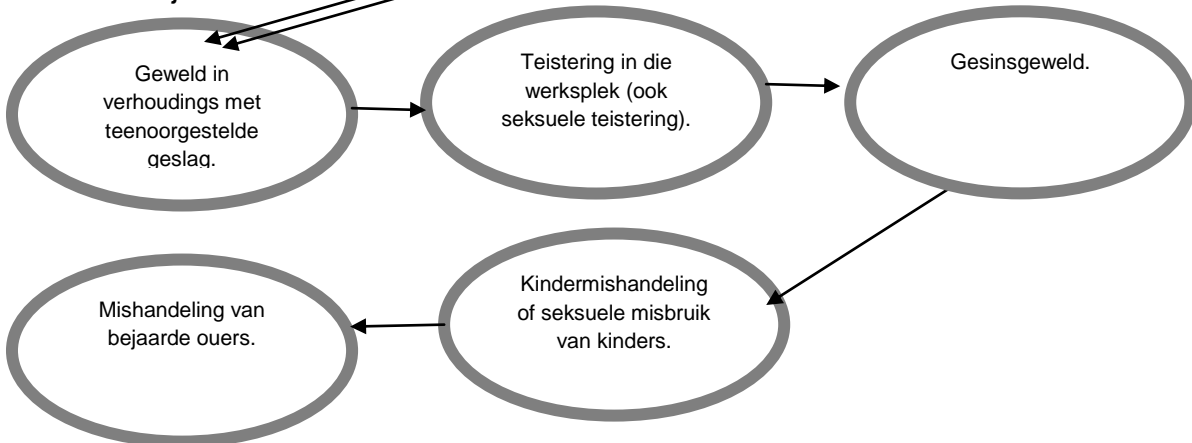 Geweld in
verhoudings met
teenoorgestelde
geslag.
Teistering in die
werksplek (ook
seksuele teistering).
Gesinsgeweld.
Kindermishandeling
of seksuele misbruik
van kinders.
Mishandeling van
bejaarde ouers.